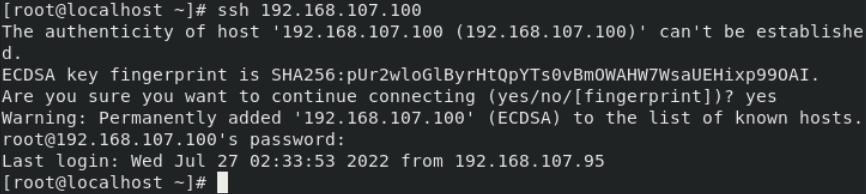 [root@localhost ~]# ssh 192.168.107.100
The authenticity of host '192.168.107.100 (192.168.107.100)' can't be establishe
d.
ECDSA key fingerprint is SHA256:pUr2wloGlByrHtQpYTs0vBmOWAHW7WsaUEHixp99OAI.
Are you sure you want to continue connecting (yes/no/[fingerprint])? yes
Warning: Permanently added '192.168.107.100' (ECDSA) to the list of known hosts.
root@192.168.107.100's password:
Last login: Wed Jul 27 02:33:53 2022 from 192.168.107.95
[root@localhost ~]#